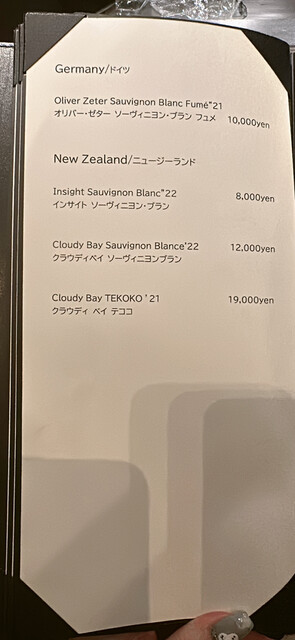 Germany/ドイツ
Oliver Zeter Sauvignon Blanc Fumé"21
オリバー・ゼター ソーヴィニヨン・ブラン フュメ 10,000yen
New Zealand/ニュージーランド
Insight Sauvignon Blanc"22 8,000yen
インサイト ソーヴィニヨン・ブラン
Cloudy Bay Sauvignon Blance'22 12,000yen
クラウディベイ ソーヴィニヨンブラン
Cloudy Bay TEKOKO '21 19,000yen
クラウディ ベイ テココ